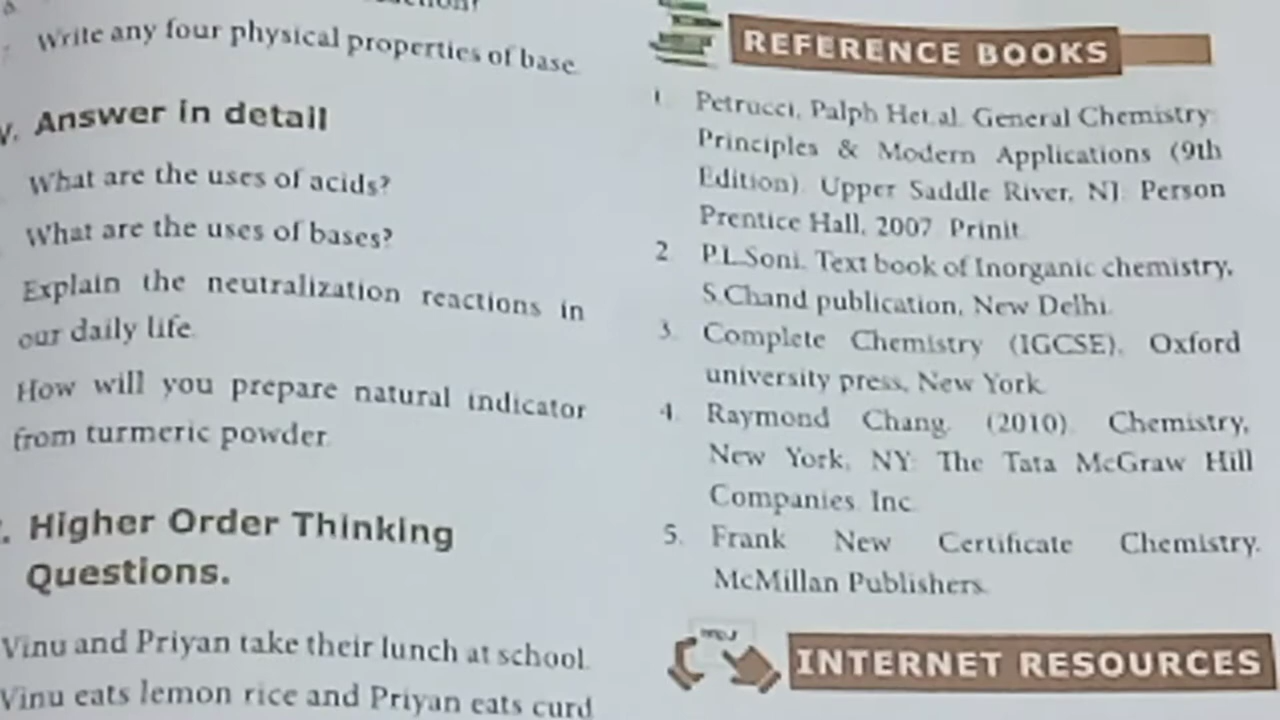 Write any four physical properties of base.
Answer in detail
What are the uses of acids?
What are the uses of bases?
Explain the neutralization reactions in
our daily life.
How will you prepare natural indicator
from turmeric powder.
Higher Order Thinking
Questions.
Vinu and Priyan take their lunch at school.
Vinu eats lemon rice and Priyan eats curd
REFERENCE BOOKS
1. Petrucci, Palph Het.al. General Chemistry:
Principles & Modern Applications (9th
Edition). Upper Saddle River, NJ: Person
Prentice Hall, 2007. Prinit.
2. P.L.Soni. Text book of Inorganic chemistry,
S.Chand publication, New Delhi.
3. Complete Chemistry (IGCSE), Oxford
university press, New York.
4. Raymond Chang. (2010). Chemistry,
New York, NY: The Tata McGraw Hill
Companies. Inc.
5. Frank New Certificate Chemistry.
McMillan Publishers.
INTERNET RESOURCES